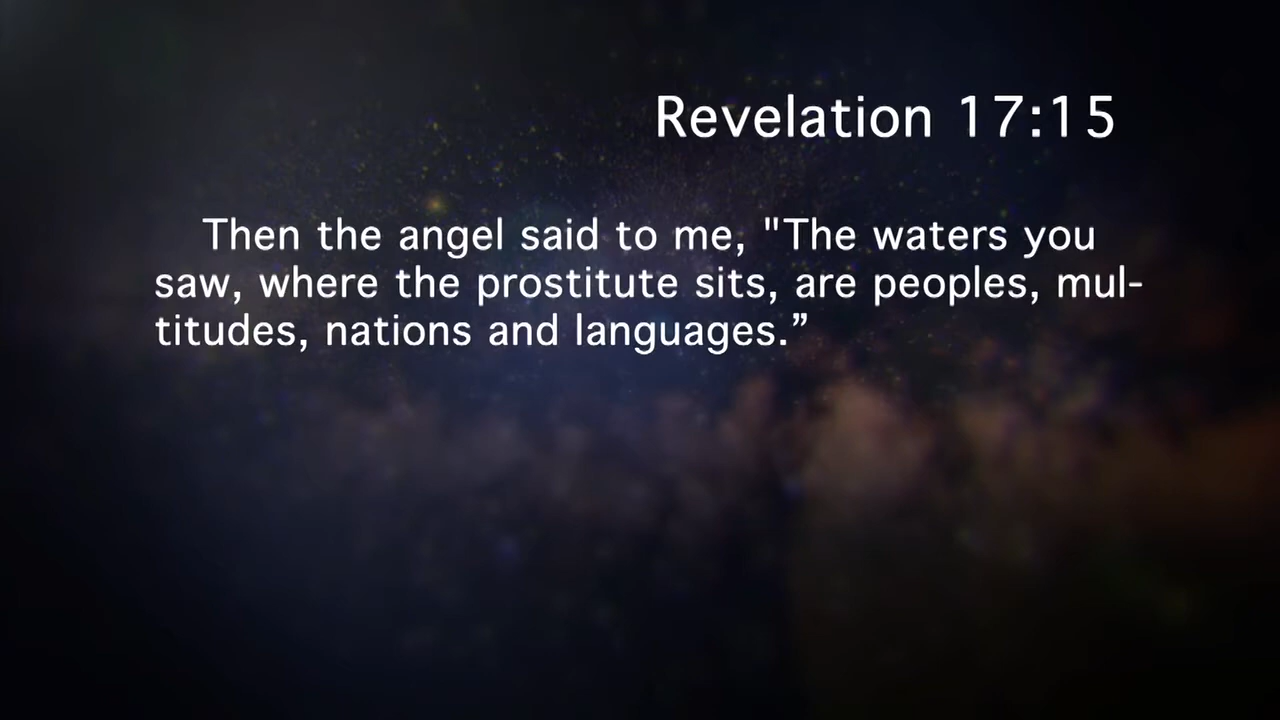 Revelation 17:15
Then the angel said to me, "The waters you
saw, where the prostitute sits, are peoples, mul-
titudes, nations and languages.”